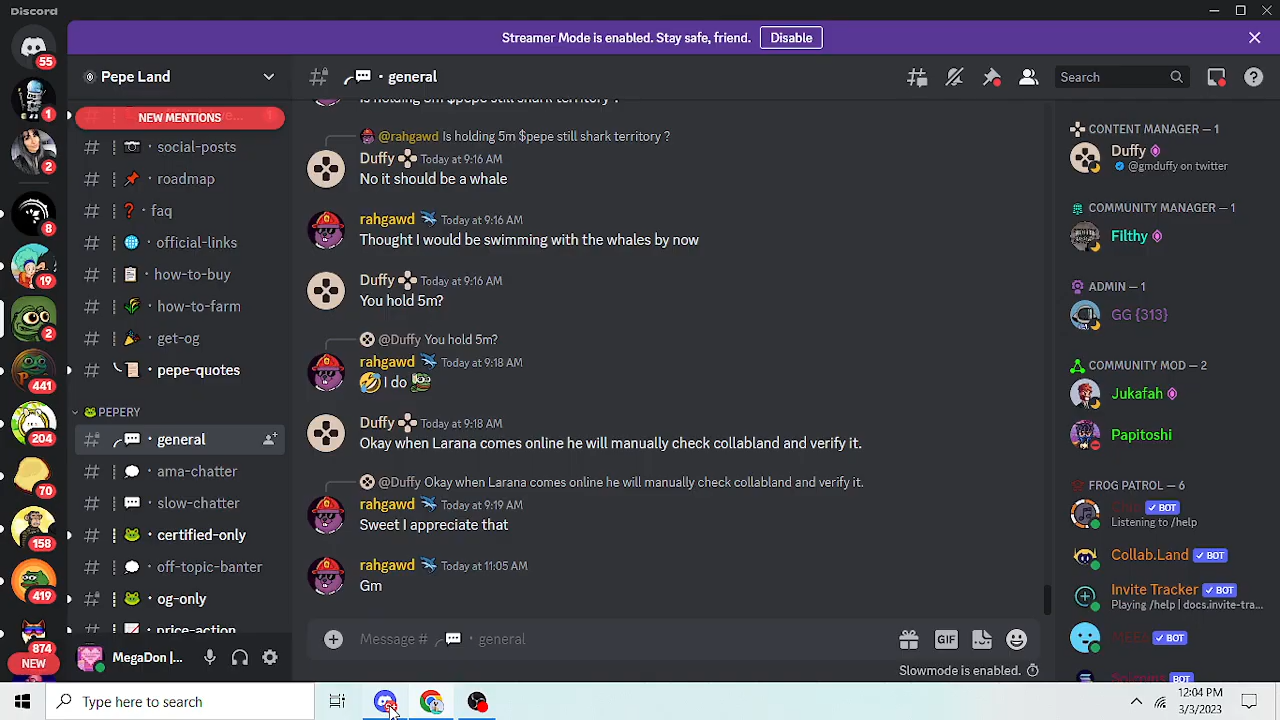 Discord
Streamer Mode is enabled. Stay safe, friend. Disable
55
1
2
8
19
2
441
204
70
158
419
874
NEW
Pepe Land
NEW MENTIONS
social-posts
roadmap
faq
official-links
how-to-buy
how-to-farm
get-og
pepe-quotes
PEPERY
general
ama-chatter
slow-chatter
certified-only
off-topic-banter
og-only
price-action
MegaDon [...
general
Search
Is holding 5m $pepe still shark territory ?
@rahgawd Is holding 5m $pepe still shark territory ?
Duffy Today at 9:16 AM
No it should be a whale
rahgawd Today at 9:16 AM
Thought I would be swimming with the whales by now
Duffy Today at 9:16 AM
You hold 5m?
@Duffy You hold 5m?
rahgawd Today at 9:18 AM
I do
Duffy Today at 9:18 AM
Okay when Larana comes online he will manually check collabland and verify it.
@Duffy Okay when Larana comes online he will manually check collabland and verify it.
rahgawd Today at 9:19 AM
Sweet I appreciate that
rahgawd Today at 11:05 AM
Gm
Message # general
GIF
Slowmode is enabled.
CONTENT MANAGER — 1
Duffy
@gmduffy on twitter
COMMUNITY MANAGER — 1
Filthy
ADMIN — 1
GG {313}
COMMUNITY MOD — 2
Jukafah
Papitoshi
FROG PATROL — 6
BOT
Listening to /help
Collab.Land BOT
Invite Tracker BOT
Playing /help | docs.invite-tra...
MEE6 BOT
BOT
Type here to search
12:04 PM
3/3/2023